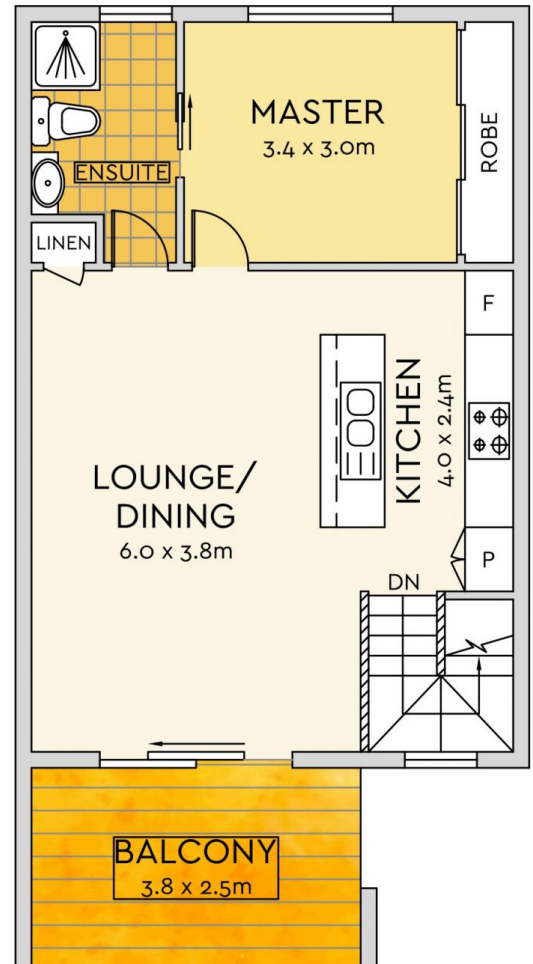 MASTER
3.4 x 3.0m
ROBE
ENSUITE
LINEN
F
KITCHEN
4.0 x 2.4m
LOUNGE/
DINING
6.0 x 3.8m
P
DN
BALCONY
3.8 x 2.5m